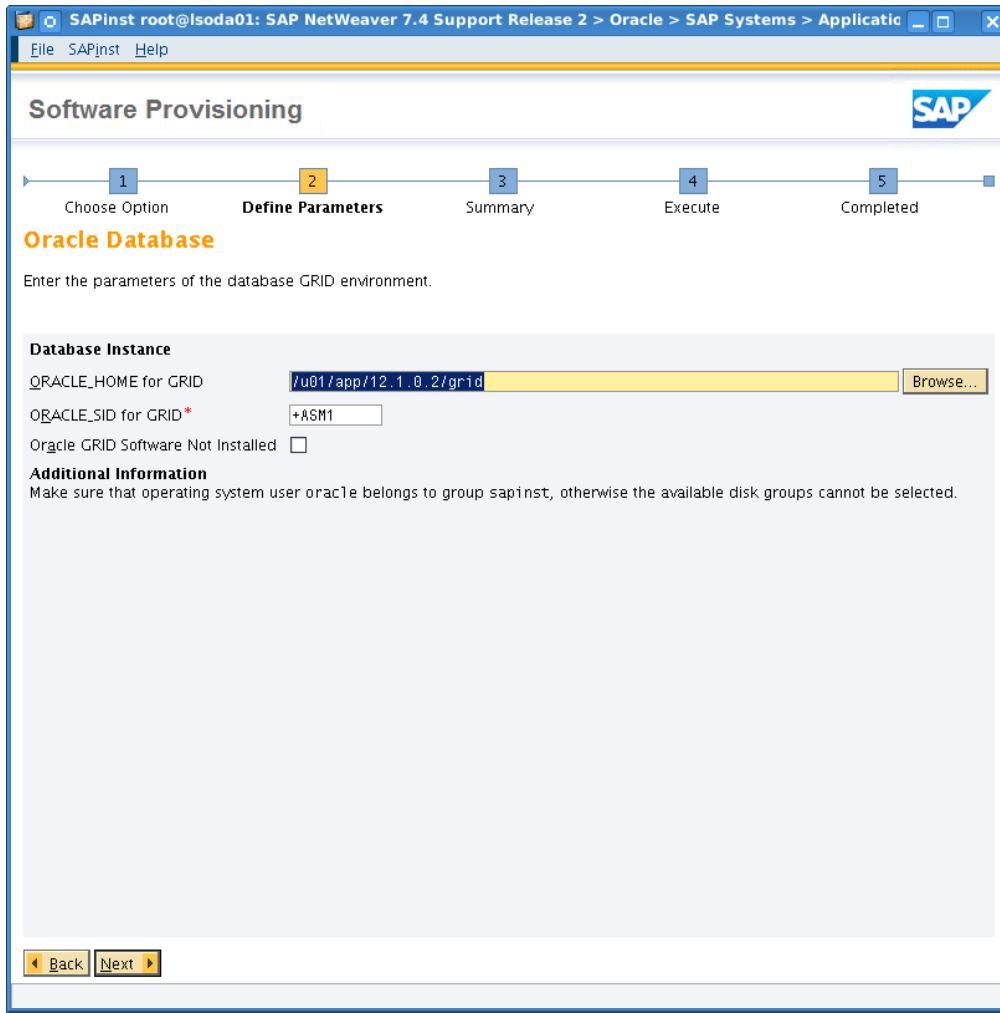 SAPinst root@lsoda01: SAP NetWeaver 7.4 Support Release 2 > Oracle > SAP Systems > Applicatio
File SAPinst Help
Software Provisioning
SAP
1 2 3 4 5
Choose Option Define Parameters Summary Execute Completed
Oracle Database
Enter the parameters of the database GRID environment.
Database Instance
ORACLE_HOME for GRID /u01/app/12.1.0.2/grid Browse...
ORACLE_SID for GRID* +ASM1
Oracle GRID Software Not Installed
Additional Information
Make sure that operating system user oracle belongs to group sapinst, otherwise the available disk groups cannot be selected.
Back Next